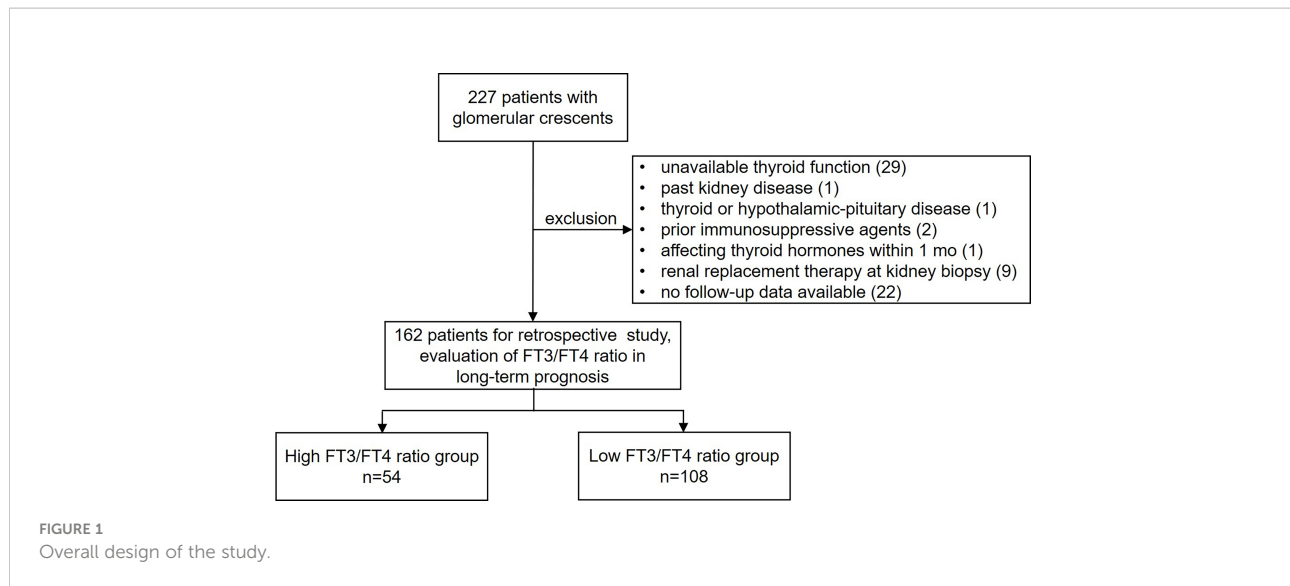 227 patients with
glomerular crescents
exclusion
• unavailable thyroid function (29)
• past kidney disease (1)
• thyroid or hypothalamic-pituitary disease (1)
• prior immunosuppressive agents (2)
• affecting thyroid hormones within 1 mo (1)
• renal replacement therapy at kidney biopsy (9)
• no follow-up data available (22)
162 patients for retrospective study,
evaluation of FT3/FT4 ratio in
long-term prognosis
High FT3/FT4 ratio group
n=54
Low FT3/FT4 ratio group
n=108
FIGURE 1
Overall design of the study.